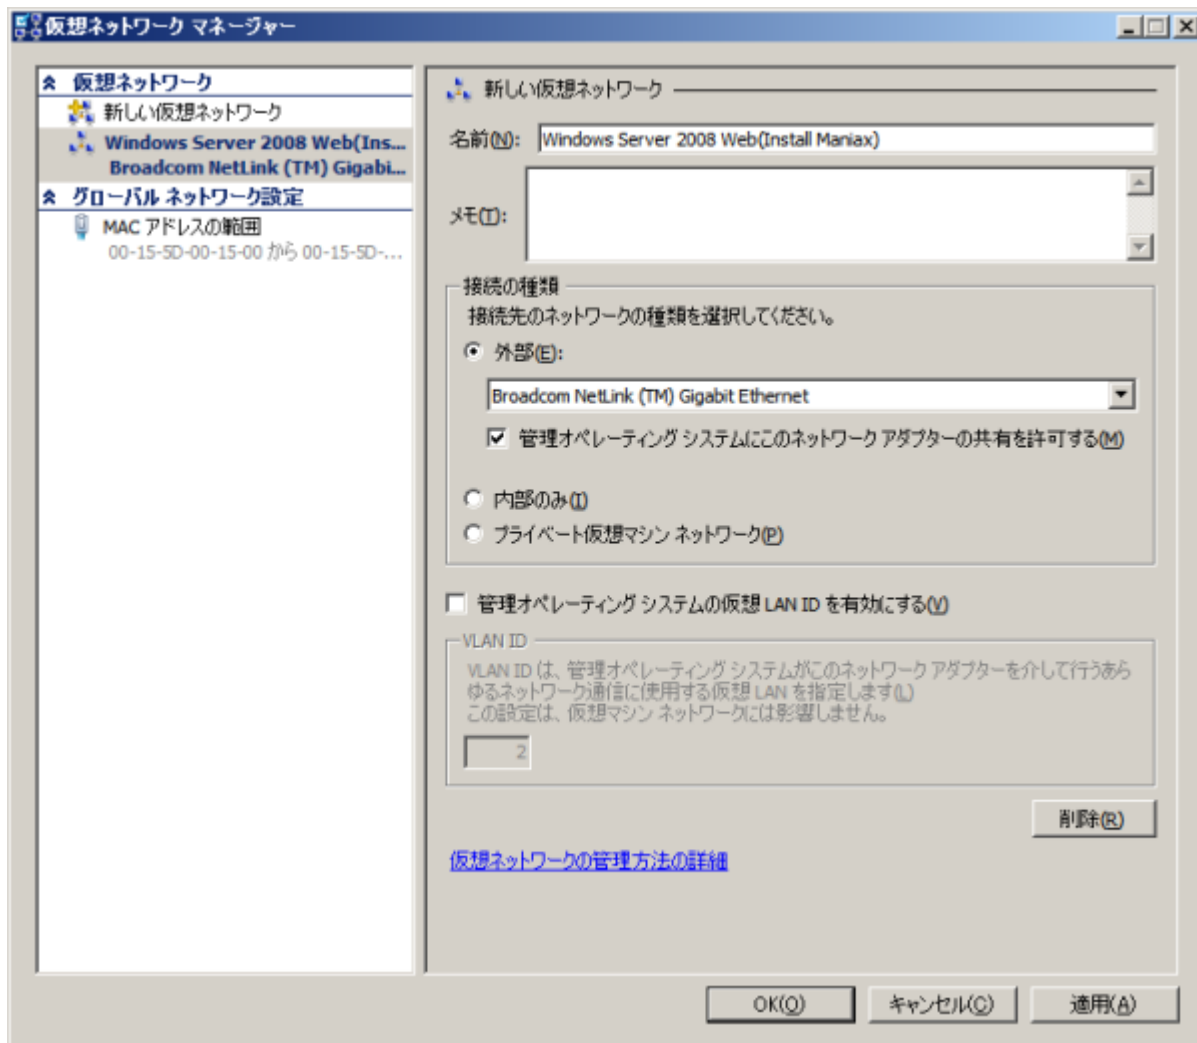 仮想ネットワーク マネージャー
仮想ネットワーク
新しい仮想ネットワーク
Windows Server 2008 Web(Ins...
Broadcom NetLink (TM) Gigabi...
グローバル ネットワーク設定
MAC アドレスの範囲
00-15-5D-00-15-00 から 00-15-5D-...
新しい仮想ネットワーク
名前(N):
Windows Server 2008 Web(Install Maniax)
メモ(T):
接続の種類
接続先のネットワークの種類を選択してください。
外部(E):
Broadcom NetLink (TM) Gigabit Ethernet
管理オペレーティング システムにこのネットワーク アダプターの共有を許可する(M)
内部のみ(I)
プライベート仮想マシン ネットワーク(P)
管理オペレーティング システムの仮想 LAN ID を有効にする(V)
VLAN ID
VLAN ID は、管理オペレーティング システムがこのネットワーク アダプターを介して行うあら
ゆるネットワーク通信に使用する仮想 LAN を指定します(L)
この設定は、仮想マシン ネットワークには影響しません。
2
削除(R)
仮想ネットワークの管理方法の詳細
OK(O)
キャンセル(C)
適用(A)